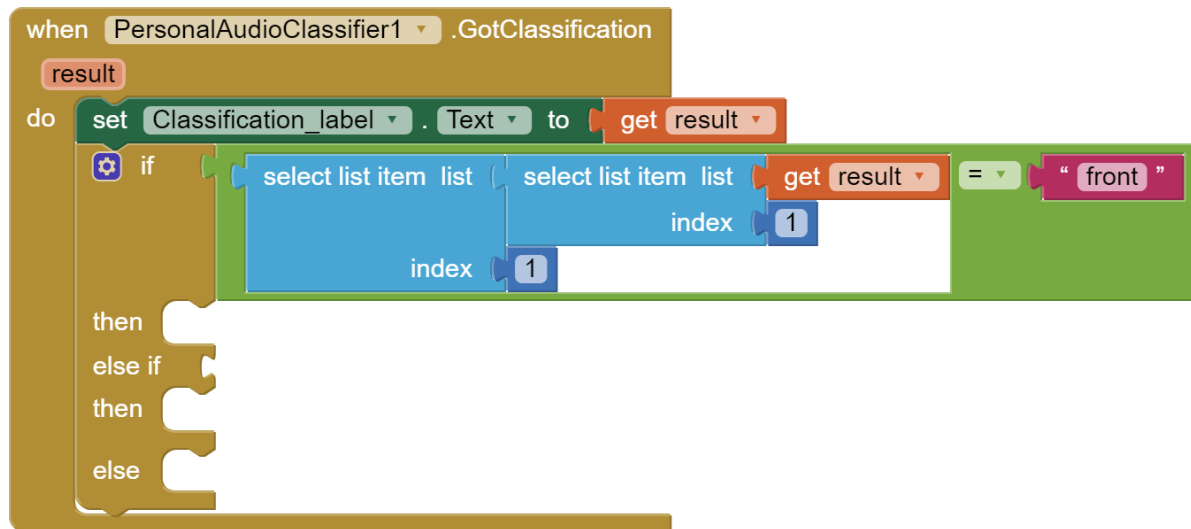 when PersonalAudioClassifier1 .GotClassification
result
do set Classification_label . Text to get result
if select list item list select list item list get result = “ front ”
index 1
index 1
then
else if
then
else